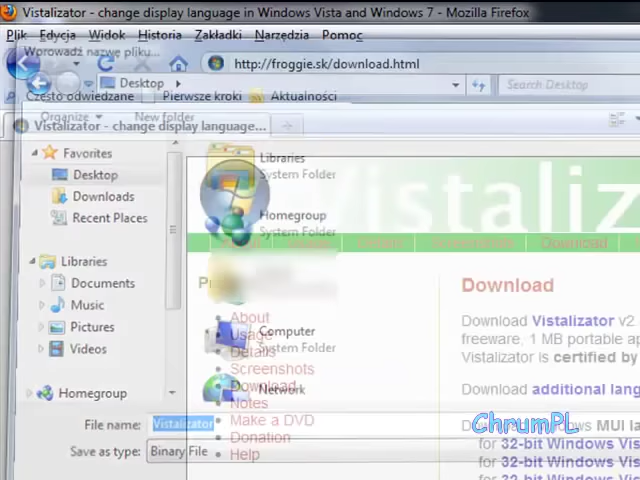 Vistalizator - change display language in Windows Vista and Windows 7 - Mozilla Firefox
Plik Edycja Widok Historia Zakładki Narzędzia Pomoc
Wprowadź nazwę pliku...
http://froggie.sk/download.html
Desktop
Search Desktop
Często odwiedzane Pierwsze kroki Aktualności
Organize New folder
Vistalizator - change display language...
Favorites
Desktop
Downloads
Recent Places
Libraries
Documents
Music
Pictures
Videos
Homegroup
Libraries
System Folder
Homegroup
System Folder
Computer
System Folder
Network
Vistaliz
Screenshots Download
About
Usage
Details
Screenshots
Download
Notes
Make a DVD
Donation
Help
Download
Download Vistalizator v2
freeware, 1 MB portable ap
Vistalizator is certified by
Download additional lang
MUI la
for 32-bit Windows Vis
for 32-bit Windows Vis
ChrumPL
File name: Vistalizator
Save as type: Binary File